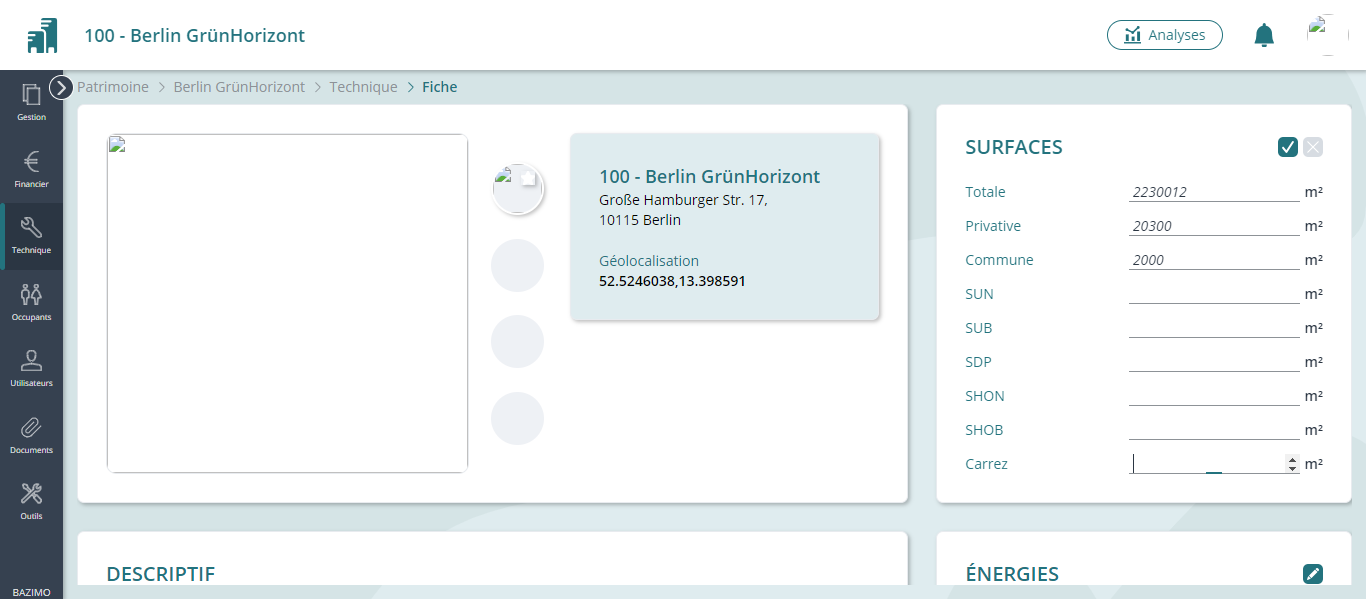 100 - Berlin GrünHorizont
Analyses
Patrimoine > Berlin GrünHorizont > Technique > Fiche
Gestion
Financier
Technique
Occupants
Utilisateurs
Documents
Outils
BAZIMO
100 - Berlin GrünHorizont
Große Hamburger Str. 17,
10115 Berlin
Géolocalisation
52.5246038,13.398591
SURFACES
Totale 2230012 m²
Privative 20300 m²
Commune 2000 m²
SUN m²
SUB m²
SDP m²
SHON m²
SHOB m²
Carrez m²
DESCRIPTIF
ÉNERGIES